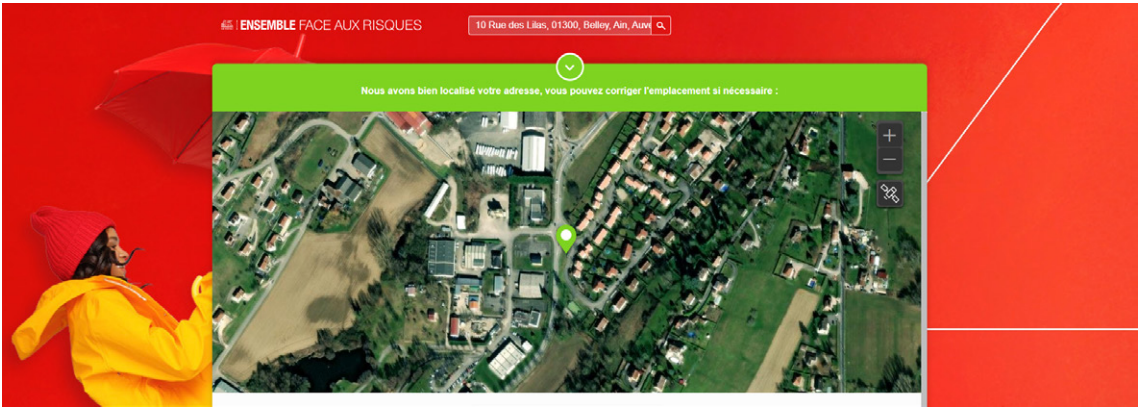 ENSEMBLE FACE AUX RISQUES
10 Rue des Lilas, 01300, Belley, Ain, Auve
Nous avons bien localisé votre adresse, vous pouvez corriger l'emplacement si nécessaire :